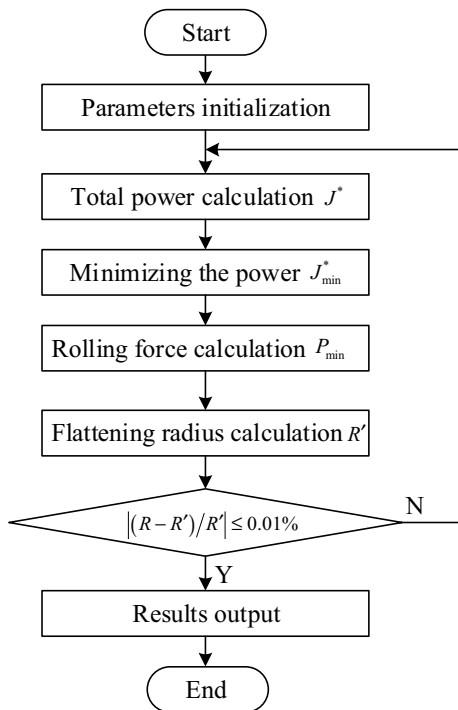 Start
Parameters initialization
Total power calculation J*
Minimizing the power J*min
Rolling force calculation Pmin
Flattening radius calculation R′
|(R−R′)/R′| ≤ 0.01%
N
Y
Results output
End